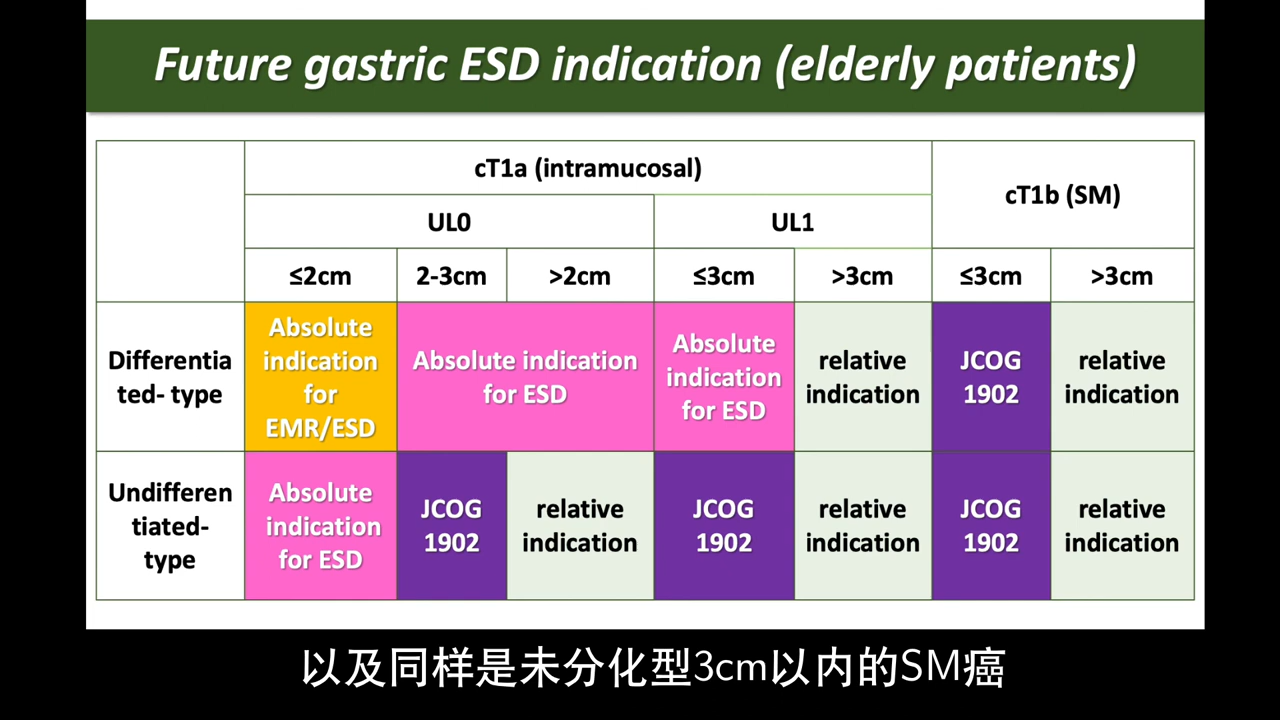 Future gastric ESD indication (elderly patients)
cT1a (intramucosal)
cT1b (SM)
UL0
UL1
≤2cm
2-3cm
>2cm
≤3cm
>3cm
≤3cm
>3cm
Differentia
ted- type
Absolute
indication
for
EMR/ESD
Absolute indication
for ESD
Absolute
indication
for ESD
relative
indication
JCOG
1902
relative
indication
Undifferen
tiated-
type
Absolute
indication
for ESD
JCOG
1902
relative
indication
JCOG
1902
relative
indication
JCOG
1902
relative
indication
以及同样是未分化型3cm以内的SM癌